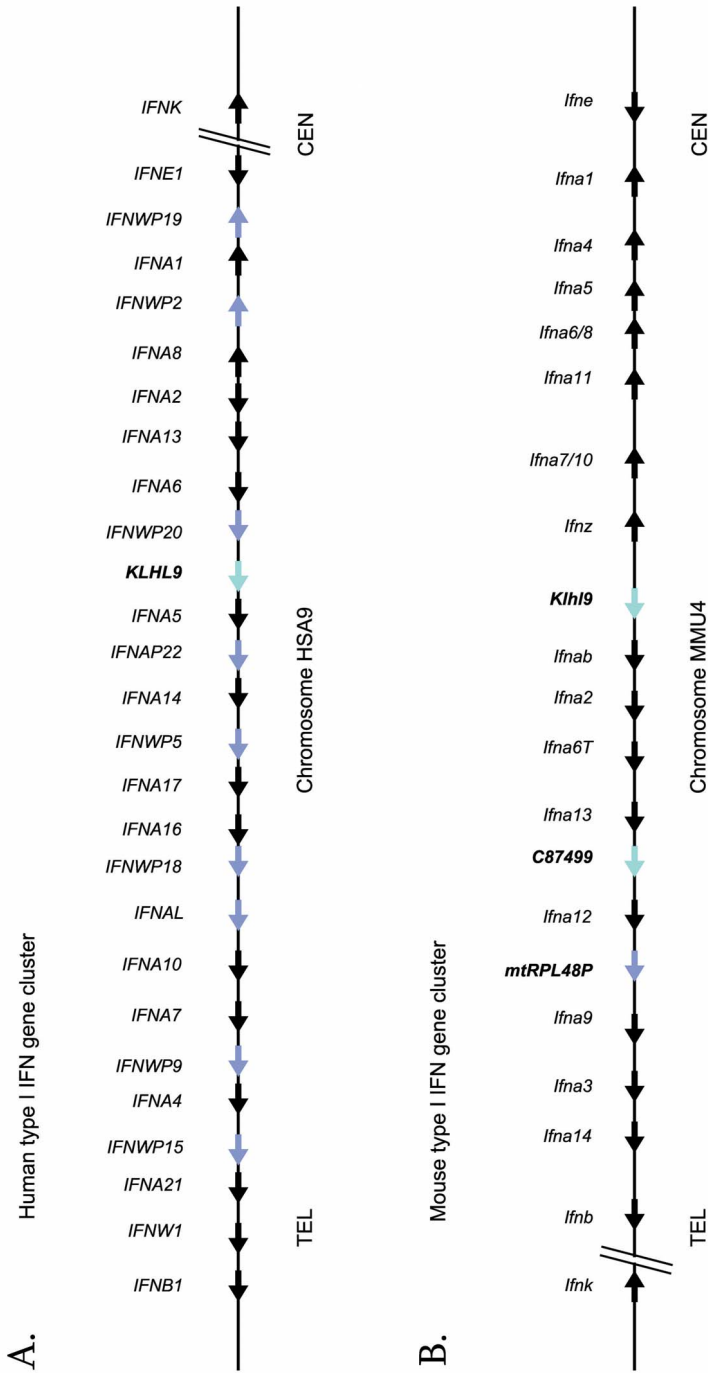 A.
Human type I IFN gene cluster
IFNK
IFNE1
IFNWP19
IFNA1
IFNWP2
IFNA8
IFNA2
IFNA13
IFNA6
IFNWP20
KLHL9
IFNA5
IFNAP22
IFNA14
IFNWP5
IFNA17
IFNA16
IFNWP18
IFNAL
IFNA10
IFNA7
IFNWP9
IFNA4
IFNWP15
IFNA21
IFNW1
IFNB1
CEN
Chromosome HSA9
TEL
B.
Mouse type I IFN gene cluster
Ifne
Ifna1
Ifna4
Ifna5
Ifna6/8
Ifna11
Ifna7/10
Ifnz
Klhl9
Ifnab
Ifna2
Ifna6T
Ifna13
C87499
Ifna12
mtRPL48P
Ifna9
Ifna3
Ifna14
Ifnb
Ifnk
CEN
Chromosome MMU4
TEL